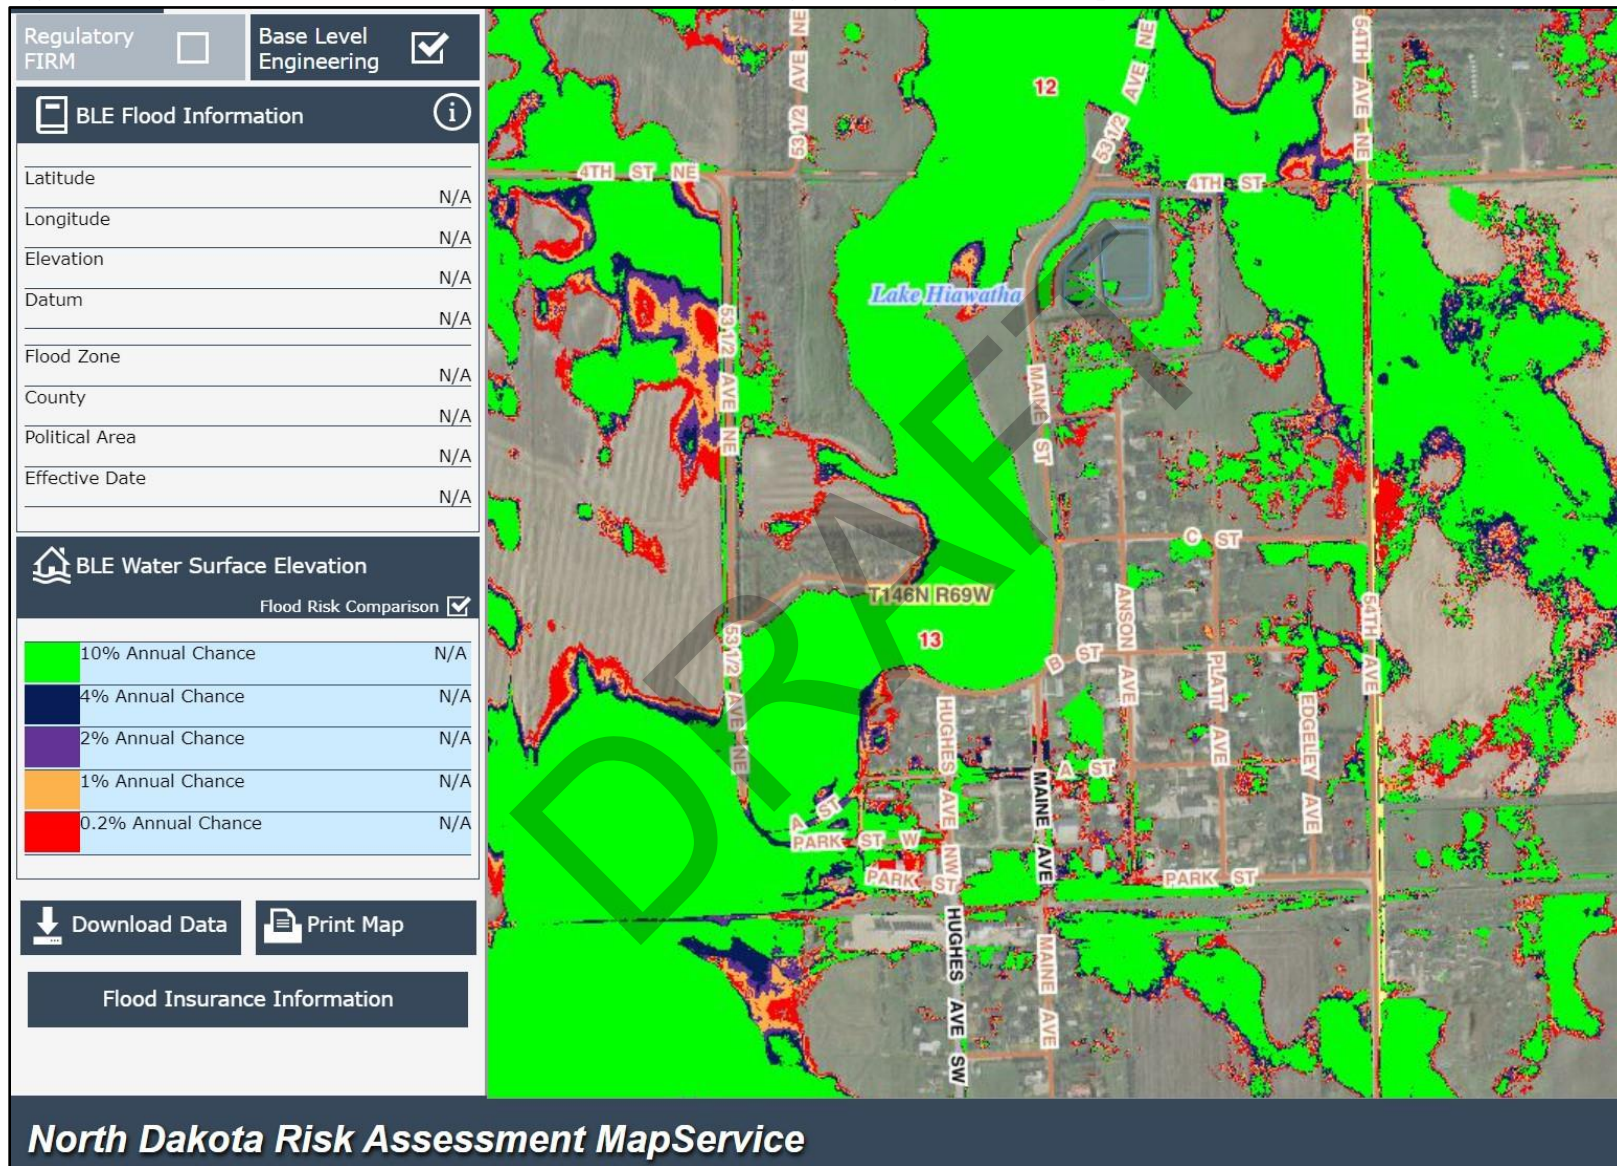 Regulatory
FIRM
Base Level
Engineering
BLE Flood Information
i
Latitude
N/A
Longitude
N/A
Elevation
N/A
Datum
N/A
Flood Zone
N/A
County
N/A
Political Area
N/A
Effective Date
N/A
BLE Water Surface Elevation
Flood Risk Comparison
10% Annual Chance N/A
4% Annual Chance N/A
2% Annual Chance N/A
1% Annual Chance N/A
0.2% Annual Chance N/A
Download Data
Print Map
Flood Insurance Information
53 1/2 AVE NE
12
53 1/2 AVE NE
54TH AVE NE
4TH ST NE
4TH ST
Lake Hiawatha
53 1/2 AVE NE
MAINE ST
C ST
T146N R69W
ANSON AVE
54TH AVE
13
53 1/2 AVE NE
B ST
PLATT AVE
EDGELEY AVE
HUGHES AVE NW
MAINE AVE
A ST
A ST
PARK ST W
PARK ST
PARK ST
HUGHES AVE SW
MAINE AVE
DRAFT
North Dakota Risk Assessment MapService